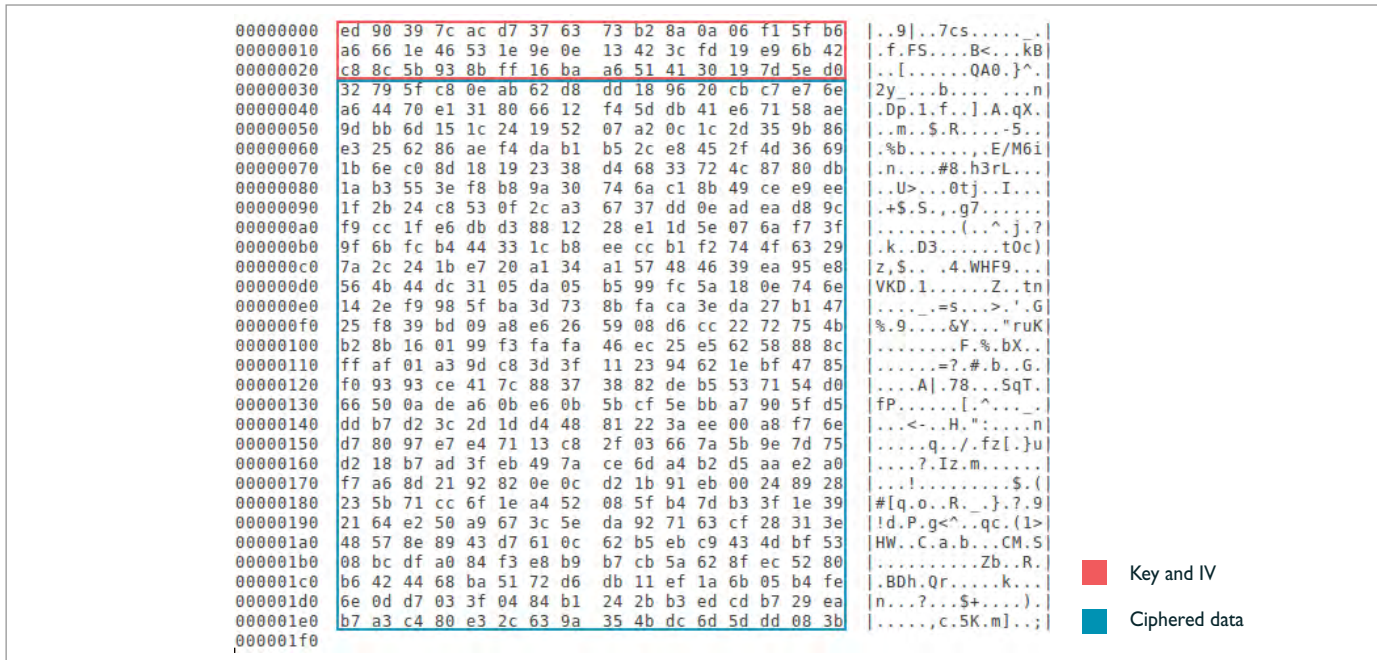 00000000 ed 90 39 7c ac d7 37 63 73 b2 8a 0a 06 f1 5f b6 |..9|..7cs....._.|
00000010 a6 66 1e 46 53 1e 9e 0e 13 42 3c fd 19 e9 6b 42 |.f.FS....B<...kB|
00000020 c8 8c 5b 93 8b ff 16 ba a6 51 41 30 19 7d 5e d0 |..[......QA0.}^.|
00000030 32 79 5f c8 0e ab 62 d8 dd 18 96 20 cb c7 e7 6e |2y_...b.... ...n|
00000040 a6 44 70 e1 31 80 66 12 f4 5d db 41 e6 71 58 ae |.Dp.1.f..].A.qX.|
00000050 9d bb 6d 15 1c 24 19 52 07 a2 0c 1c 2d 35 9b 86 |..m..$.R....-5..|
00000060 e3 25 62 86 ae f4 da b1 b5 2c e8 45 2f 4d 36 69 |.%b......,.E/M6i|
00000070 1b 6e c0 8d 18 19 23 38 d4 68 33 72 4c 87 80 db |.n....#8.h3rL...|
00000080 1a b3 55 3e f8 b8 9a 30 74 6a c1 8b 49 ce e9 ee |..U>...0tj..I...|
00000090 1f 2b 24 c8 53 0f 2c a3 67 37 dd 0e ad ea d8 9c |.+$.S.,.g7......|
000000a0 f9 cc 1f e6 db d3 88 12 28 e1 1d 5e 07 6a f7 3f |........(..^.j.?|
000000b0 9f 6b fc b4 44 33 1c b8 ee cc b1 f2 74 4f 63 29 |.k..D3......tOc)|
000000c0 7a 2c 24 1b e7 20 a1 34 a1 57 48 46 39 ea 95 e8 |z,$.. .4.WHF9...|
000000d0 56 4b 44 dc 31 05 da 05 b5 99 fc 5a 18 0e 74 6e |VKD.1......Z..tn|
000000e0 14 2e f9 98 5f ba 3d 73 8b fa ca 3e da 27 b1 47 |...._.=s...>.'.G|
000000f0 25 f8 39 bd 09 a8 e6 26 59 08 d6 cc 22 72 75 4b |%.9....&Y..."ruK|
00000100 b2 8b 16 01 99 f3 fa fa 46 ec 25 e5 62 58 88 8c |........F.%.bX..|
00000110 ff af 01 a3 9d c8 3d 3f 11 23 94 62 1e bf 47 85 |......=?.#.b..G.|
00000120 f0 93 93 ce 41 7c 88 37 38 82 de b5 53 71 54 d0 |....A|.78...SqT.|
00000130 66 50 0a de a6 0b e6 0b 5b cf 5e bb a7 90 5f d5 |fP......[.^..._.|
00000140 dd b7 d2 3c 2d 1d d4 48 81 22 3a ee 00 a8 f7 6e |...<-..H.":....n|
00000150 d7 80 97 e7 e4 71 13 c8 2f 03 66 7a 5b 9e 7d 75 |.....q../.fz[.}u|
00000160 d2 18 b7 ad 3f eb 49 7a ce 6d a4 b2 d5 aa e2 a0 |....?.Iz.m......|
00000170 f7 a6 8d 21 92 82 0e 0c d2 1b 91 eb 00 24 89 28 |...!.........$.(|
00000180 23 5b 71 cc 6f 1e a4 52 08 5f b4 7d b3 3f 1e 39 |#[q.o..R._.}.?.9|
00000190 21 64 e2 50 a9 67 3c 5e da 92 71 63 cf 28 31 3e |!d.P.g<^..qc.(1>|
000001a0 48 57 8e 89 43 d7 61 0c 62 b5 eb c9 43 4d bf 53 |HW..C.a.b...CM.S|
000001b0 08 bc df a0 84 f3 e8 b9 b7 cb 5a 62 8f ec 52 80 |..........Zb..R.|
000001c0 b6 42 44 68 ba 51 72 d6 db 11 ef 1a 6b 05 b4 fe |.BDh.Qr.....k...|
000001d0 6e 0d d7 03 3f 04 84 b1 24 2b b3 ed cd b7 29 ea |n...?...$+....).|
000001e0 b7 a3 c4 80 e3 2c 63 9a 35 4b dc 6d 5d dd 08 3b |.....,c.5K.m]..;|
000001f0
Key and IV
Ciphered data